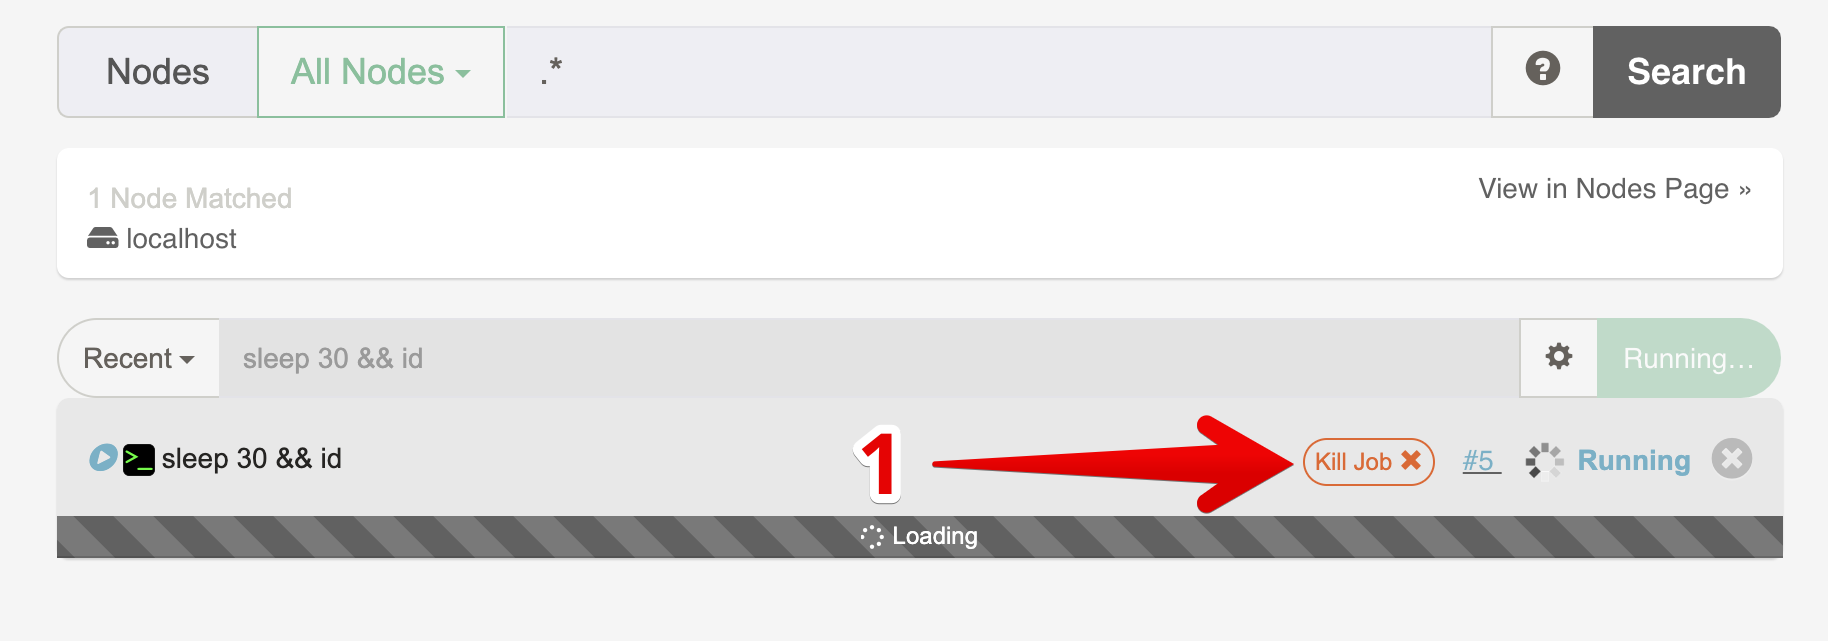 Nodes All Nodes .* ? Search
1 Node Matched View in Nodes Page »
localhost
Recent sleep 30 && id Running...
>_ sleep 30 && id 1 Kill Job ✖ #5 Running
Loading